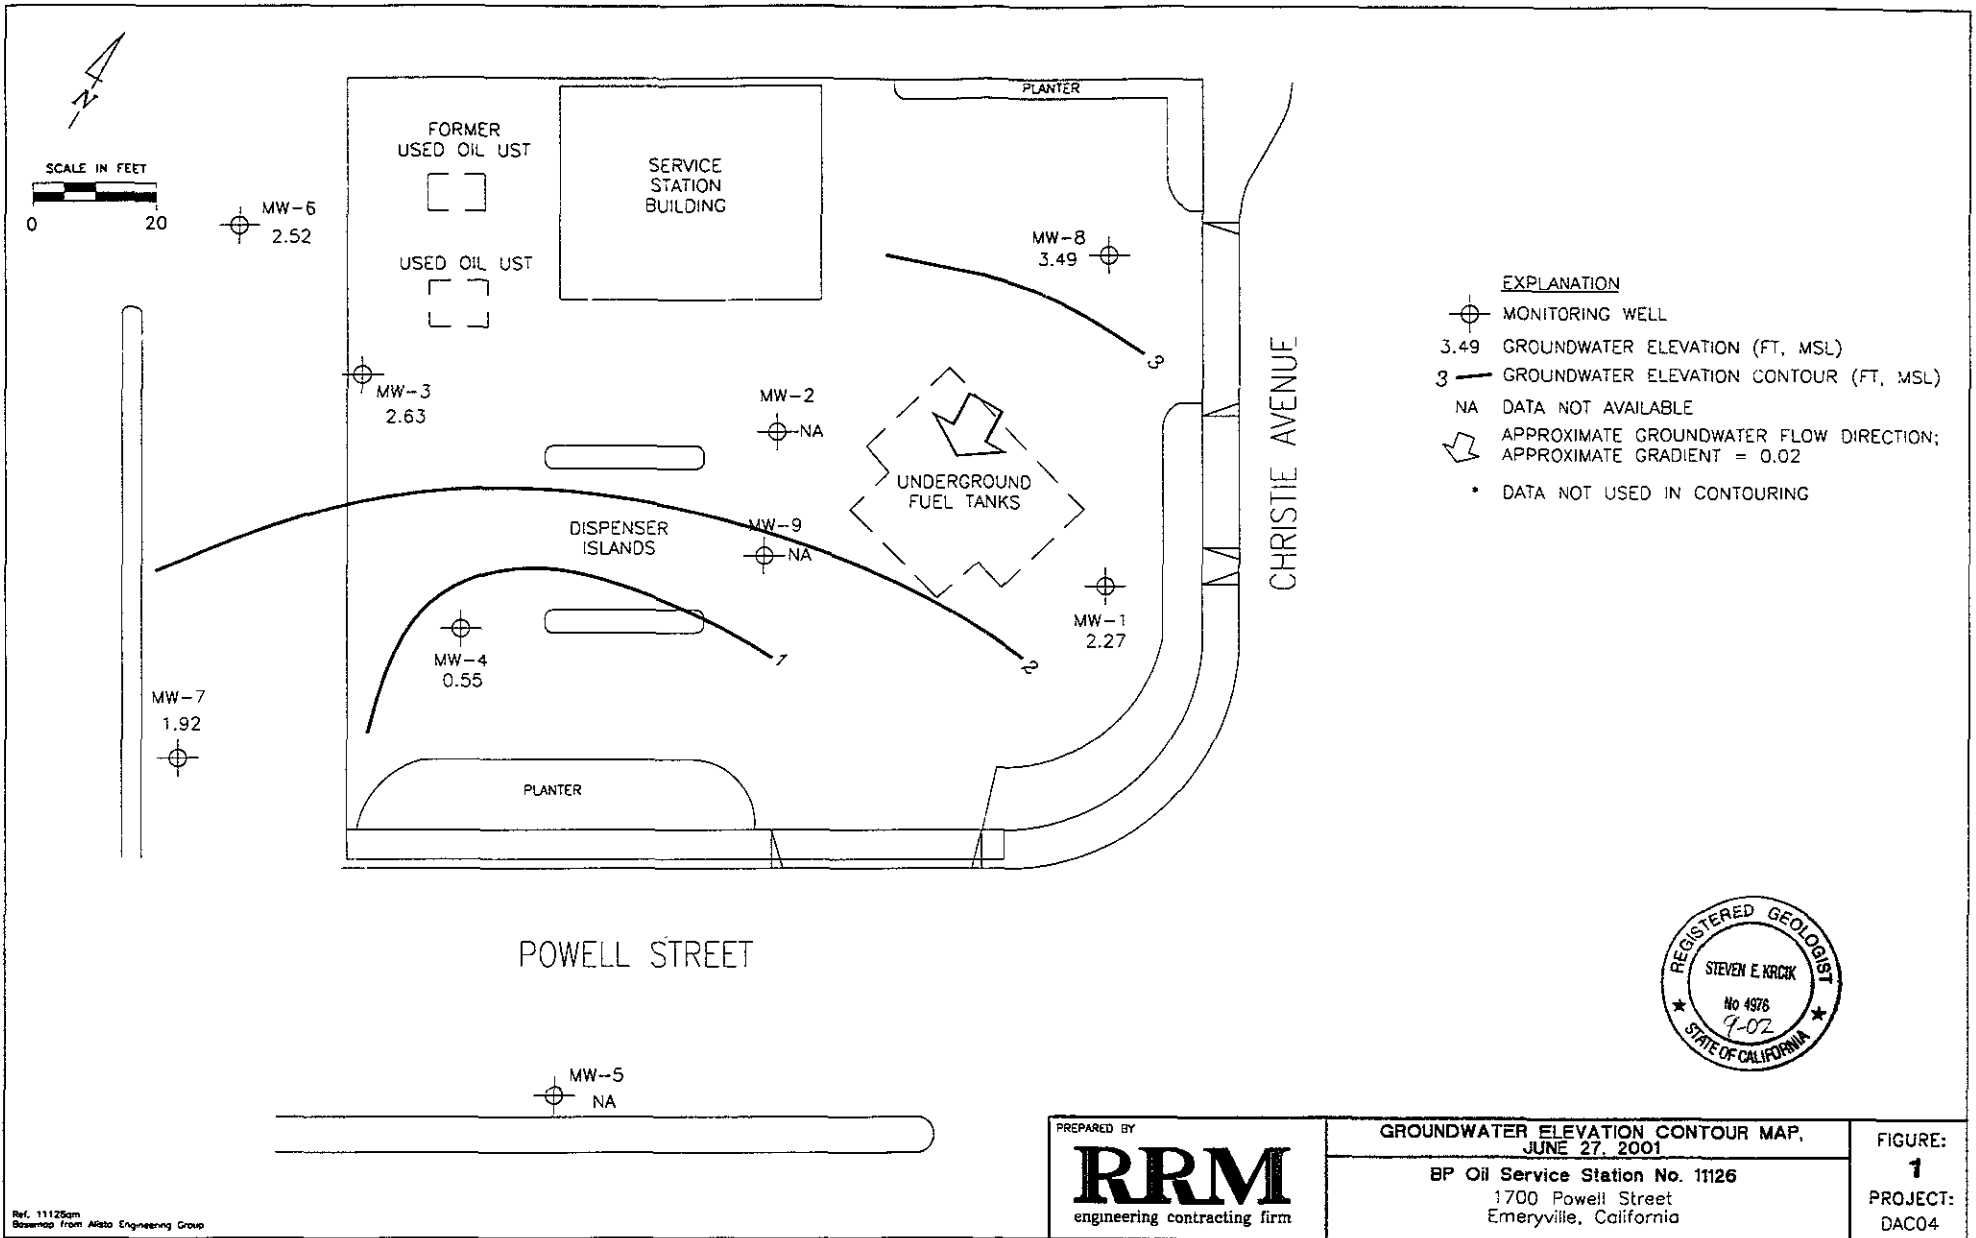 N
SCALE IN FEET
0 20
MW-6
2.52
FORMER
USED OIL UST
USED OIL UST
SERVICE
STATION
BUILDING
PLANTER
MW-8
3.49
3
MW-3
2.63
MW-2
NA
UNDERGROUND
FUEL TANKS
DISPENSER
ISLANDS
MW-9
NA
MW-1
2.27
MW-4
0.55
1
2
MW-7
1.92
PLANTER
CHRISTIE AVENUE
POWELL STREET
MW-5
NA
EXPLANATION
MONITORING WELL
3.49 GROUNDWATER ELEVATION (FT, MSL)
3 GROUNDWATER ELEVATION CONTOUR (FT, MSL)
NA DATA NOT AVAILABLE
APPROXIMATE GROUNDWATER FLOW DIRECTION;
APPROXIMATE GRADIENT = 0.02
* DATA NOT USED IN CONTOURING
REGISTERED GEOLOGIST
STEVEN E. KRCIK
No 4976
9-02
STATE OF CALIFORNIA
PREPARED BY
RRM
engineering contracting firm
GROUNDWATER ELEVATION CONTOUR MAP,
JUNE 27, 2001
BP Oil Service Station No. 11126
1700 Powell Street
Emeryville, California
FIGURE:
1
PROJECT:
DAC04
Basemap from Alisto Engineering Group